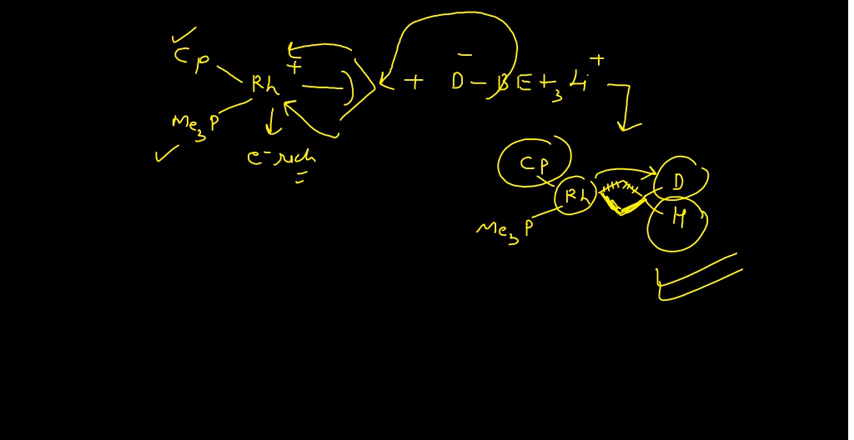 Cp
Rh + + D - BEt3 Li+
Me3P
e- rich
Cp
Rh D
H
Me3P